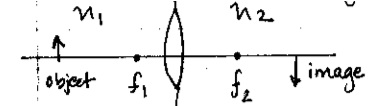 n₁ n₂
object f₁ f₂ image